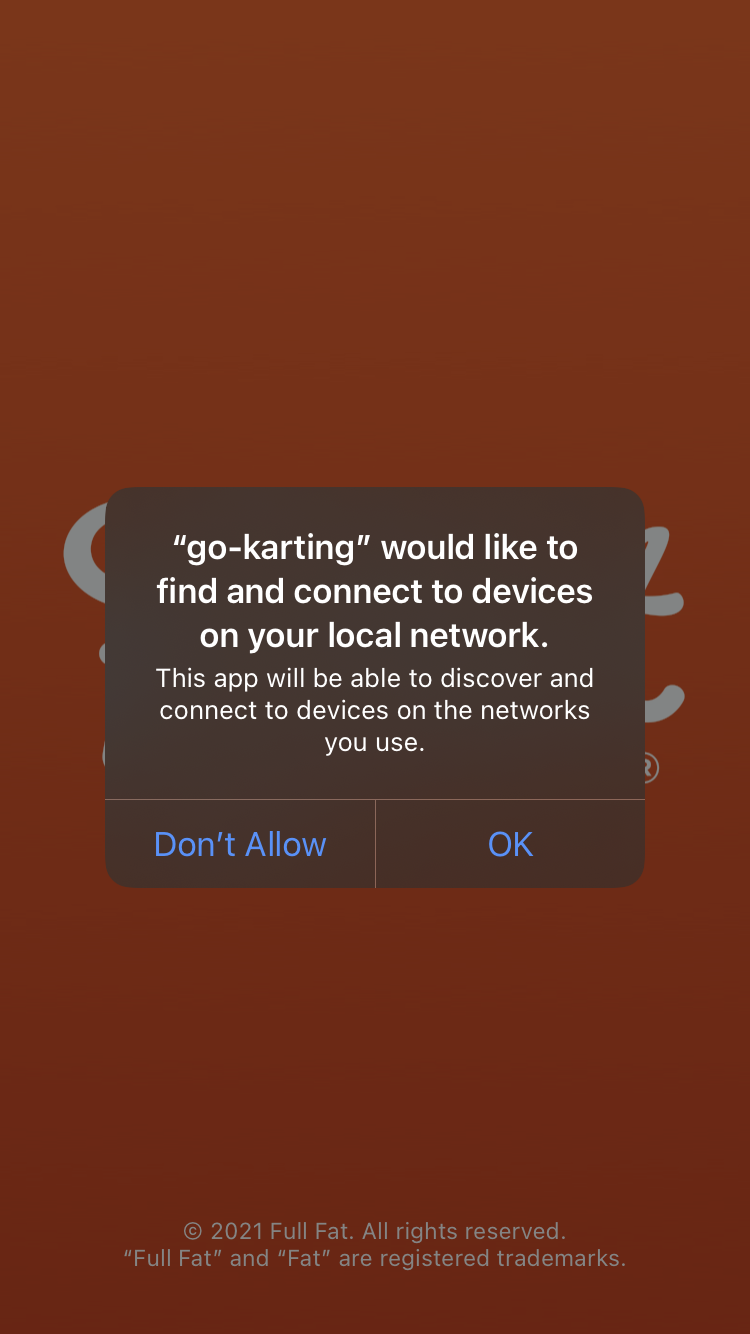 “go-karting” would like to
find and connect to devices
on your local network.
This app will be able to discover and
connect to devices on the networks
you use.
Don’t Allow
OK
®
© 2021 Full Fat. All rights reserved.
“Full Fat” and “Fat” are registered trademarks.